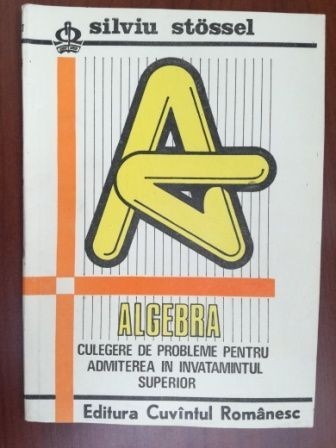 silviu stössel
ALGEBRA
CULEGERE DE PROBLEME PENTRU
ADMITEREA IN INVATAMINTUL
SUPERIOR
Editura Cuvîntul Românesc